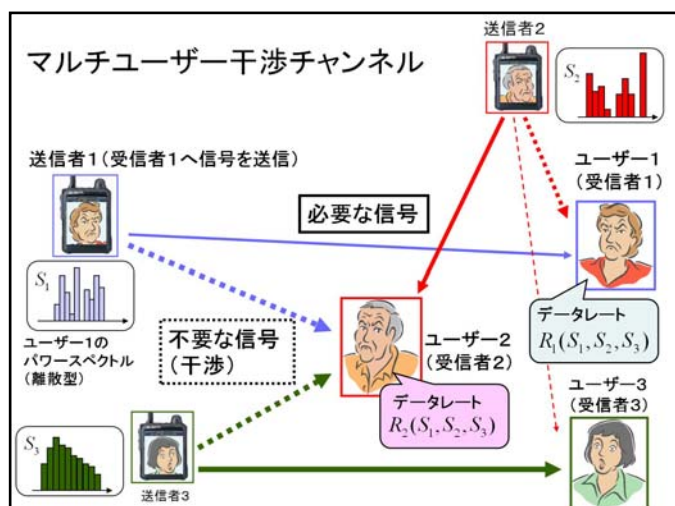 マルチユーザー干渉チャンネル
送信者2
S₂
送信者1(受信者1へ信号を送信)
ユーザー1
(受信者1)
必要な信号
S₁
ユーザー1の
パワースペクトル
(離散型)
不要な信号
(干渉)
ユーザー2
(受信者2)
データレート
R₁(S₁,S₂,S₃)
データレート
R₂(S₁,S₂,S₃)
ユーザー3
(受信者3)
S₃
送信者3